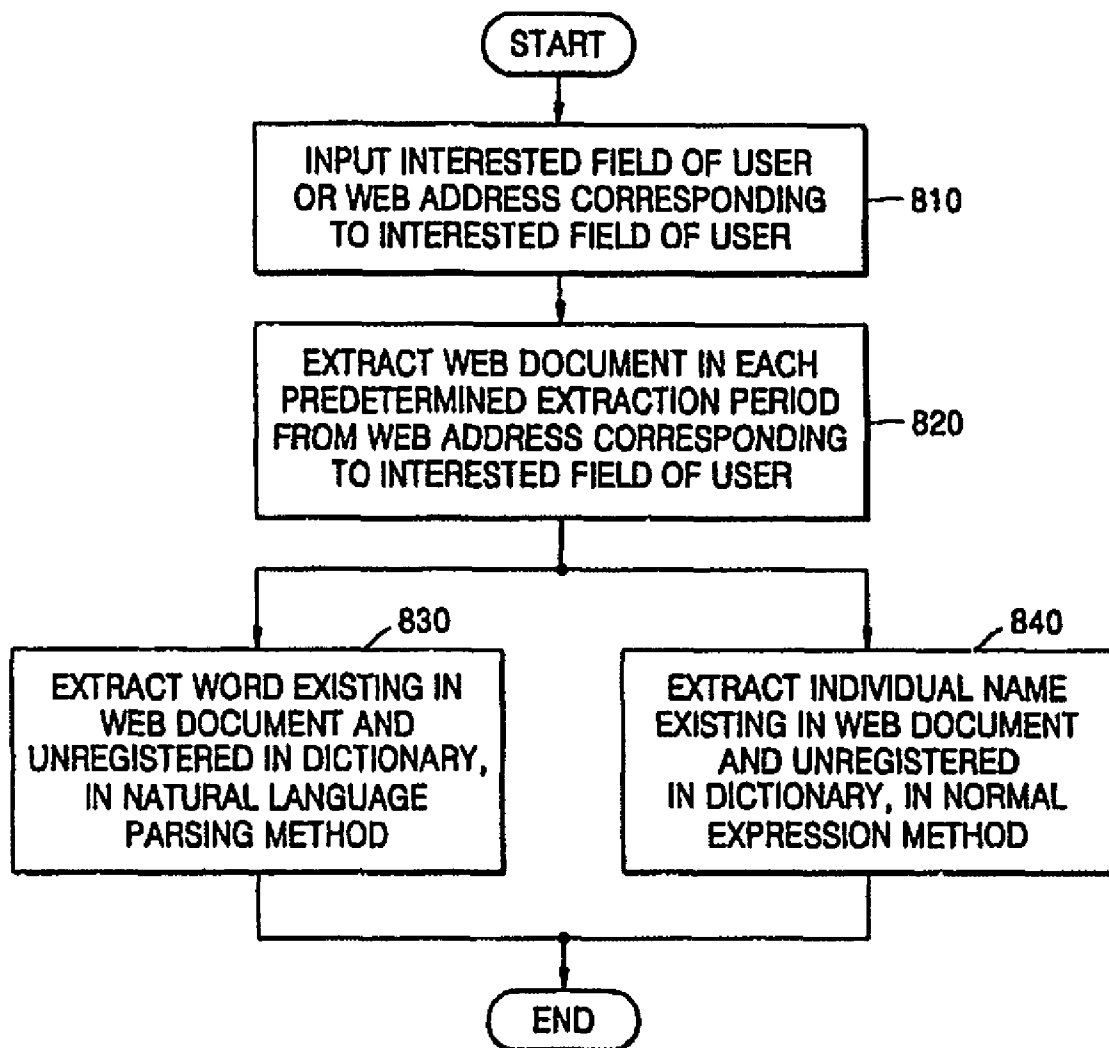 START
INPUT INTERESTED FIELD OF USER
OR WEB ADDRESS CORRESPONDING
TO INTERESTED FIELD OF USER
810
EXTRACT WEB DOCUMENT IN EACH
PREDETERMINED EXTRACTION PERIOD
FROM WEB ADDRESS CORRESPONDING
TO INTERESTED FIELD OF USER
820
830
EXTRACT WORD EXISTING IN
WEB DOCUMENT AND
UNREGISTERED IN DICTIONARY,
IN NATURAL LANGUAGE
PARSING METHOD
840
EXTRACT INDIVIDUAL NAME
EXISTING IN WEB DOCUMENT
AND UNREGISTERED
IN DICTIONARY, IN NORMAL
EXPRESSION METHOD
END